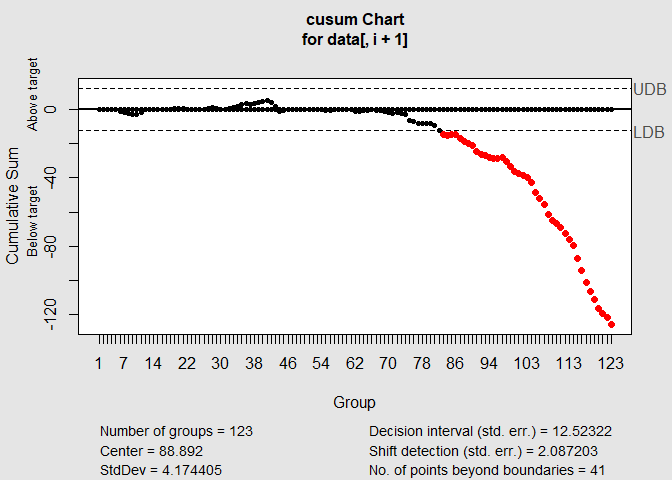 cusum Chart
for data[, i + 1]
Above target
Below target
Cumulative Sum
0
-40
-80
-120
UDB
LDB
1 7 14 22 30 38 46 54 62 70 78 86 94 103 113 123
Group
Number of groups = 123
Center = 88.892
StdDev = 4.174405
Decision interval (std. err.) = 12.52322
Shift detection (std. err.) = 2.087203
No. of points beyond boundaries = 41